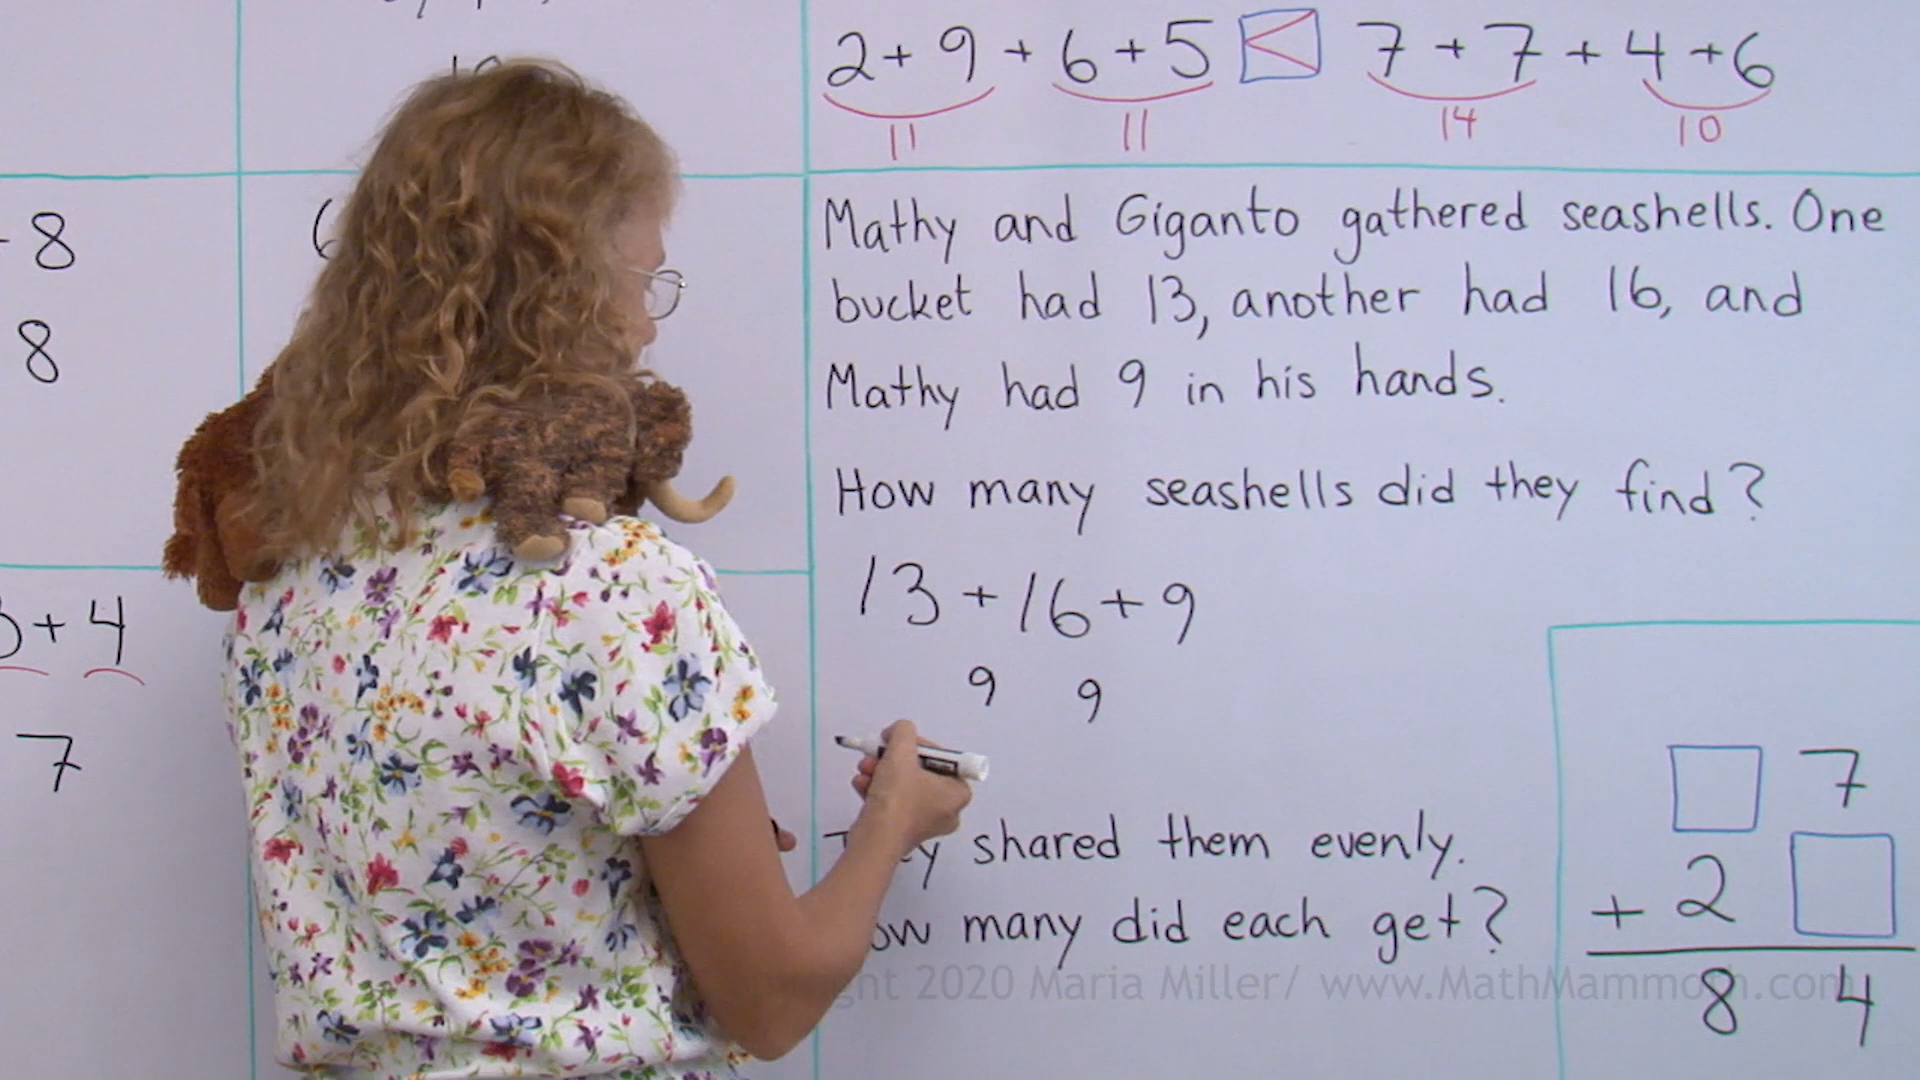 10
2 + 9 + 6 + 5 < 7 + 7 + 4 + 6
11 11 14 10
8
8
6
+ 4
7
Mathy and Giganto gathered seashells. One
bucket had 13, another had 16, and
Mathy had 9 in his hands.
How many seashells did they find?
13 + 16 + 9
9 9
shared them evenly.
many did each get?
7
+ 2
8 4
2020 Maria Miller/ www.MathMammoth.com